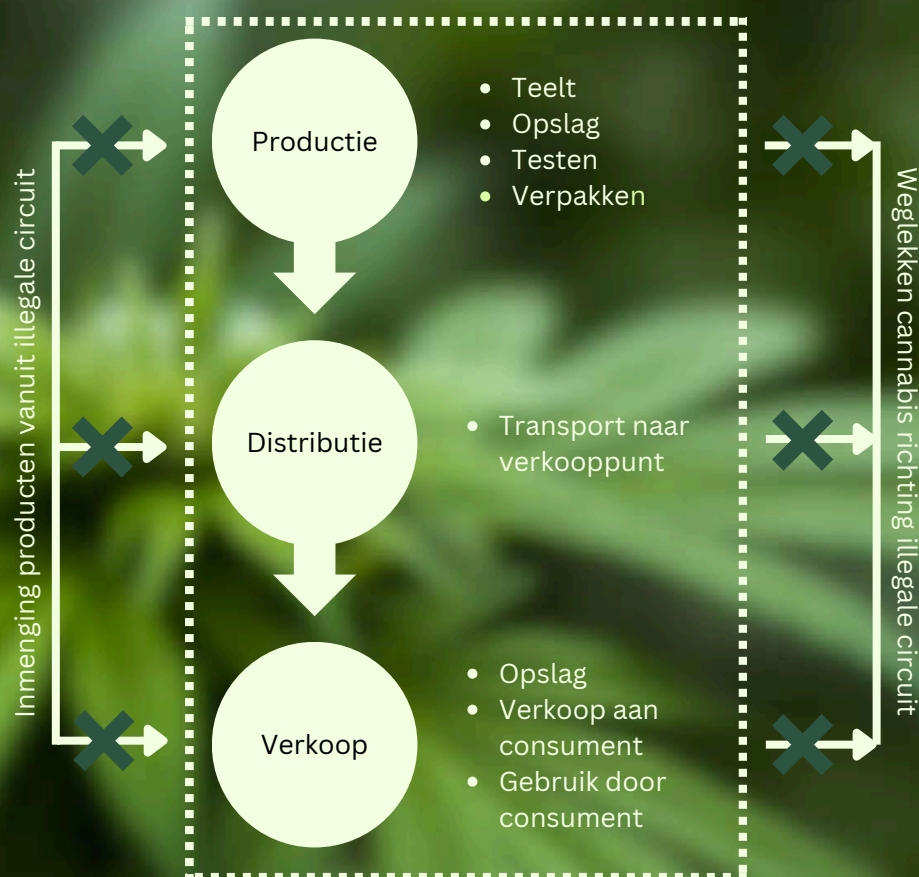 Inmenging producten vanuit illegale circuit
Productie
Teelt
Opslag
Testen
Verpakken
Distributie
Transport naar
verkooppunt
Verkoop
Opslag
Verkoop aan
consument
Gebruik door
consument
Weglekken cannabis richting illegale circuit